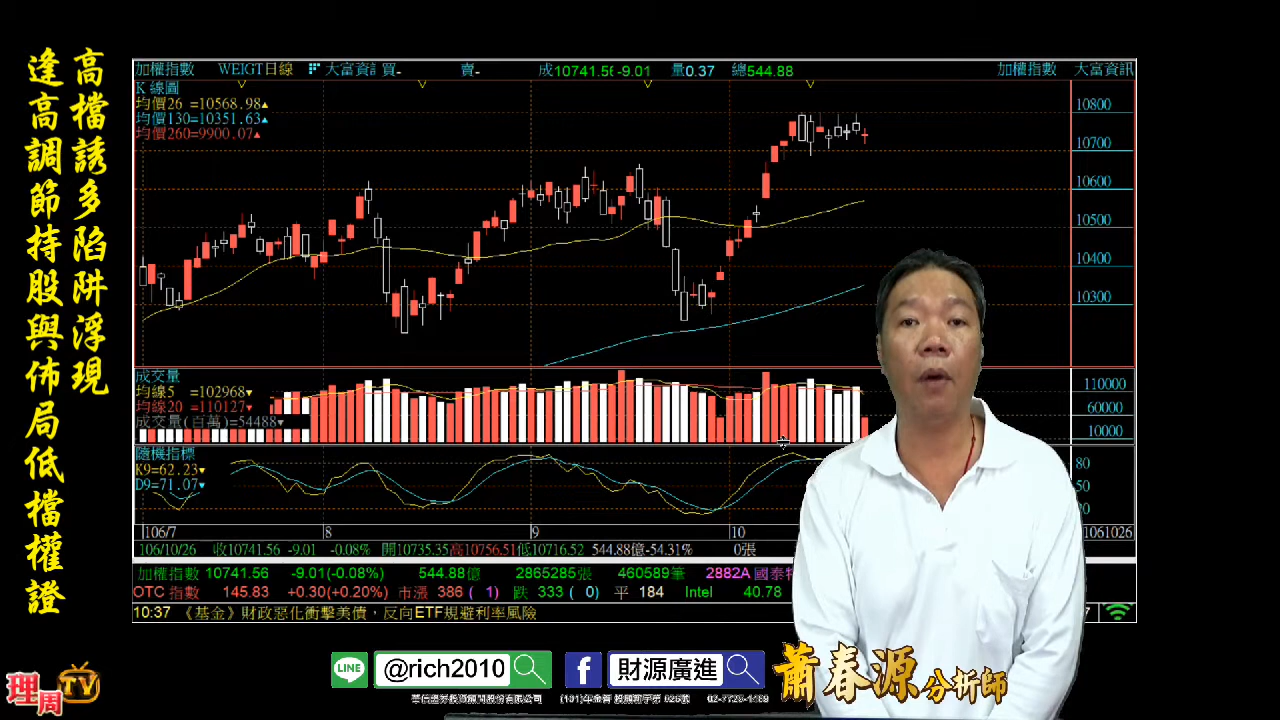 高檔誘多陷阱浮現
逢高調節持股與佈局低檔權證
加權指數 WEIGT日線 大富資訊 買- 賣- 成10741.56 -9.01 量0.37 總544.88 加權指數 大富資訊
K 線圖
均價26 =10568.98▲
均價130=10351.63▲
均價260=9900.07▲
10800
10700
10600
10500
10400
10300
成交量
均線5 =102968▼
均線20 =110127▼
成交量(百萬)=54488▼
110000
60000
10000
隨機指標
K9=62.23▼
D9=71.07▼
80
50
20
106/7 8 9 10 1061026
106/10/26 收10741.56 -9.01 -0.08% 開10735.35高10756.51低10716.52 544.88億-54.31% 0張
加權指數 10741.56 -9.01(-0.08%) 544.88億 2865285張 460589筆 2882A 國泰特
OTC 指數 145.83 +0.30(+0.20%) 市漲 386 ( 1) 跌 333 ( 0) 平 184 Intel 40.78
10:37 《基金》財政惡化衝擊美債，反向ETF規避利率風險
LINE @rich2010 f 財源廣進
蕭春源 分析師
理周TV